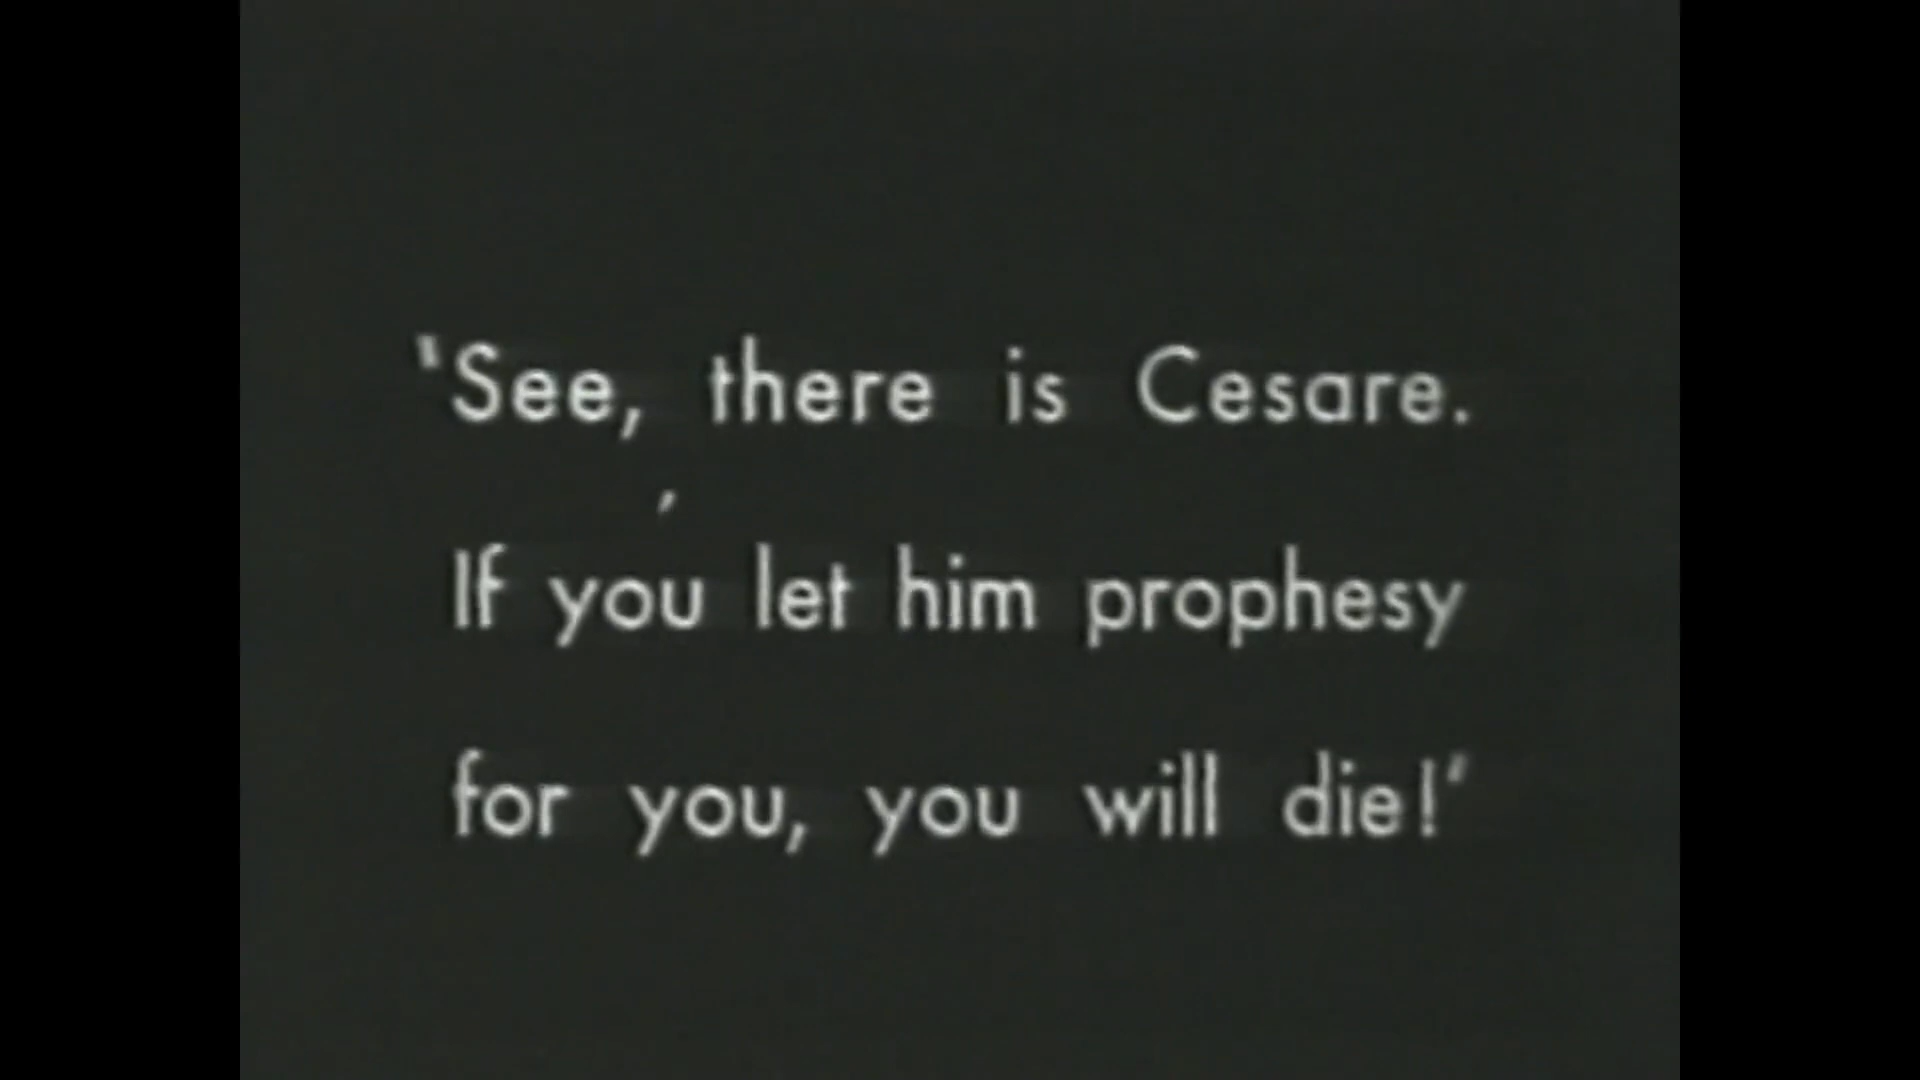 ‘See, there is Cesare.
If you let him prophesy
for you, you will die!’